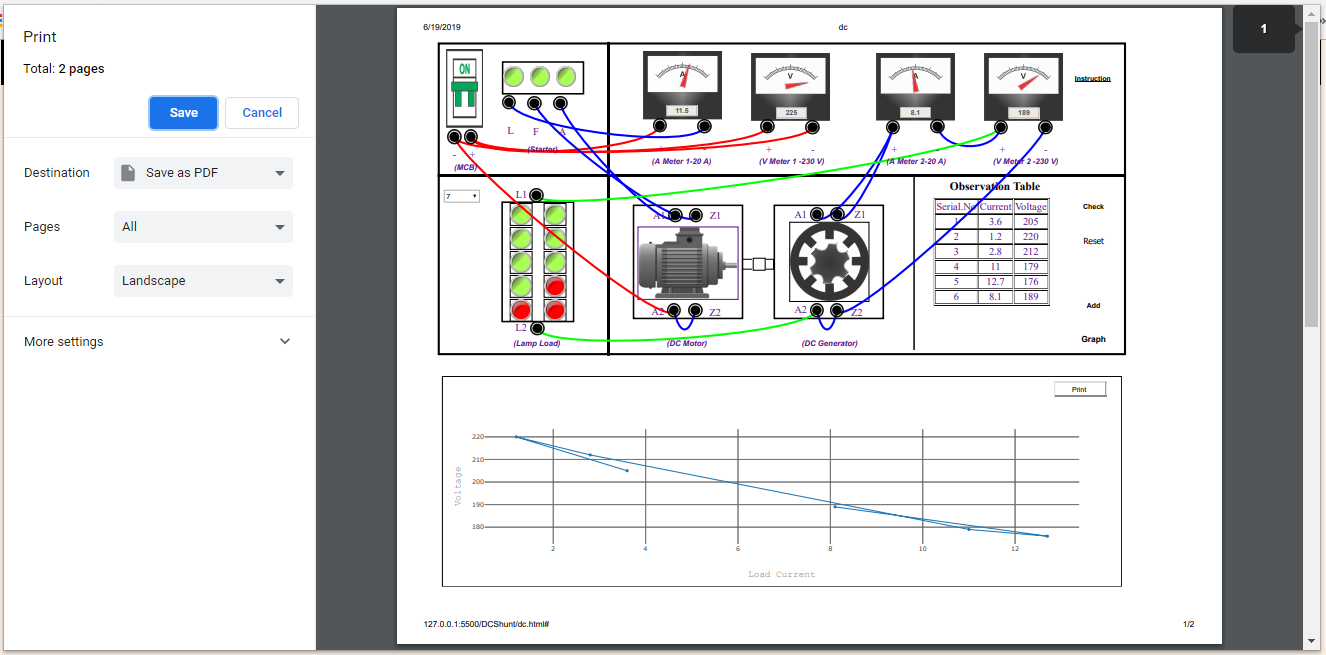 Print
Total: 2 pages
Save
Cancel
Destination
Save as PDF
Pages
All
Layout
Landscape
More settings
1
6/19/2019
dc
ON
L F A
(Starter)
- +
(MCB)
A
11.5
+ -
(A Meter 1-20 A)
V
225
+ -
(V Meter 1 -230 V)
A
8.1
+ -
(A Meter 2-20 A)
V
189
+ -
(V Meter 2 -230 V)
Instruction
7
L1
L2
(Lamp Load)
A1 Z1
A2 Z2
(DC Motor)
A1 Z1
A2 Z2
(DC Generator)
Observation Table
Serial.No Current Voltage
1 3.6 205
2 1.2 220
3 2.8 212
4 11 179
5 12.7 176
6 8.1 189
Check
Reset
Add
Graph
Print
220
210
200
190
180
Voltage
2 4 6 8 10 12
Load Current
127.0.0.1:5500/DCShunt/dc.html#
1/2